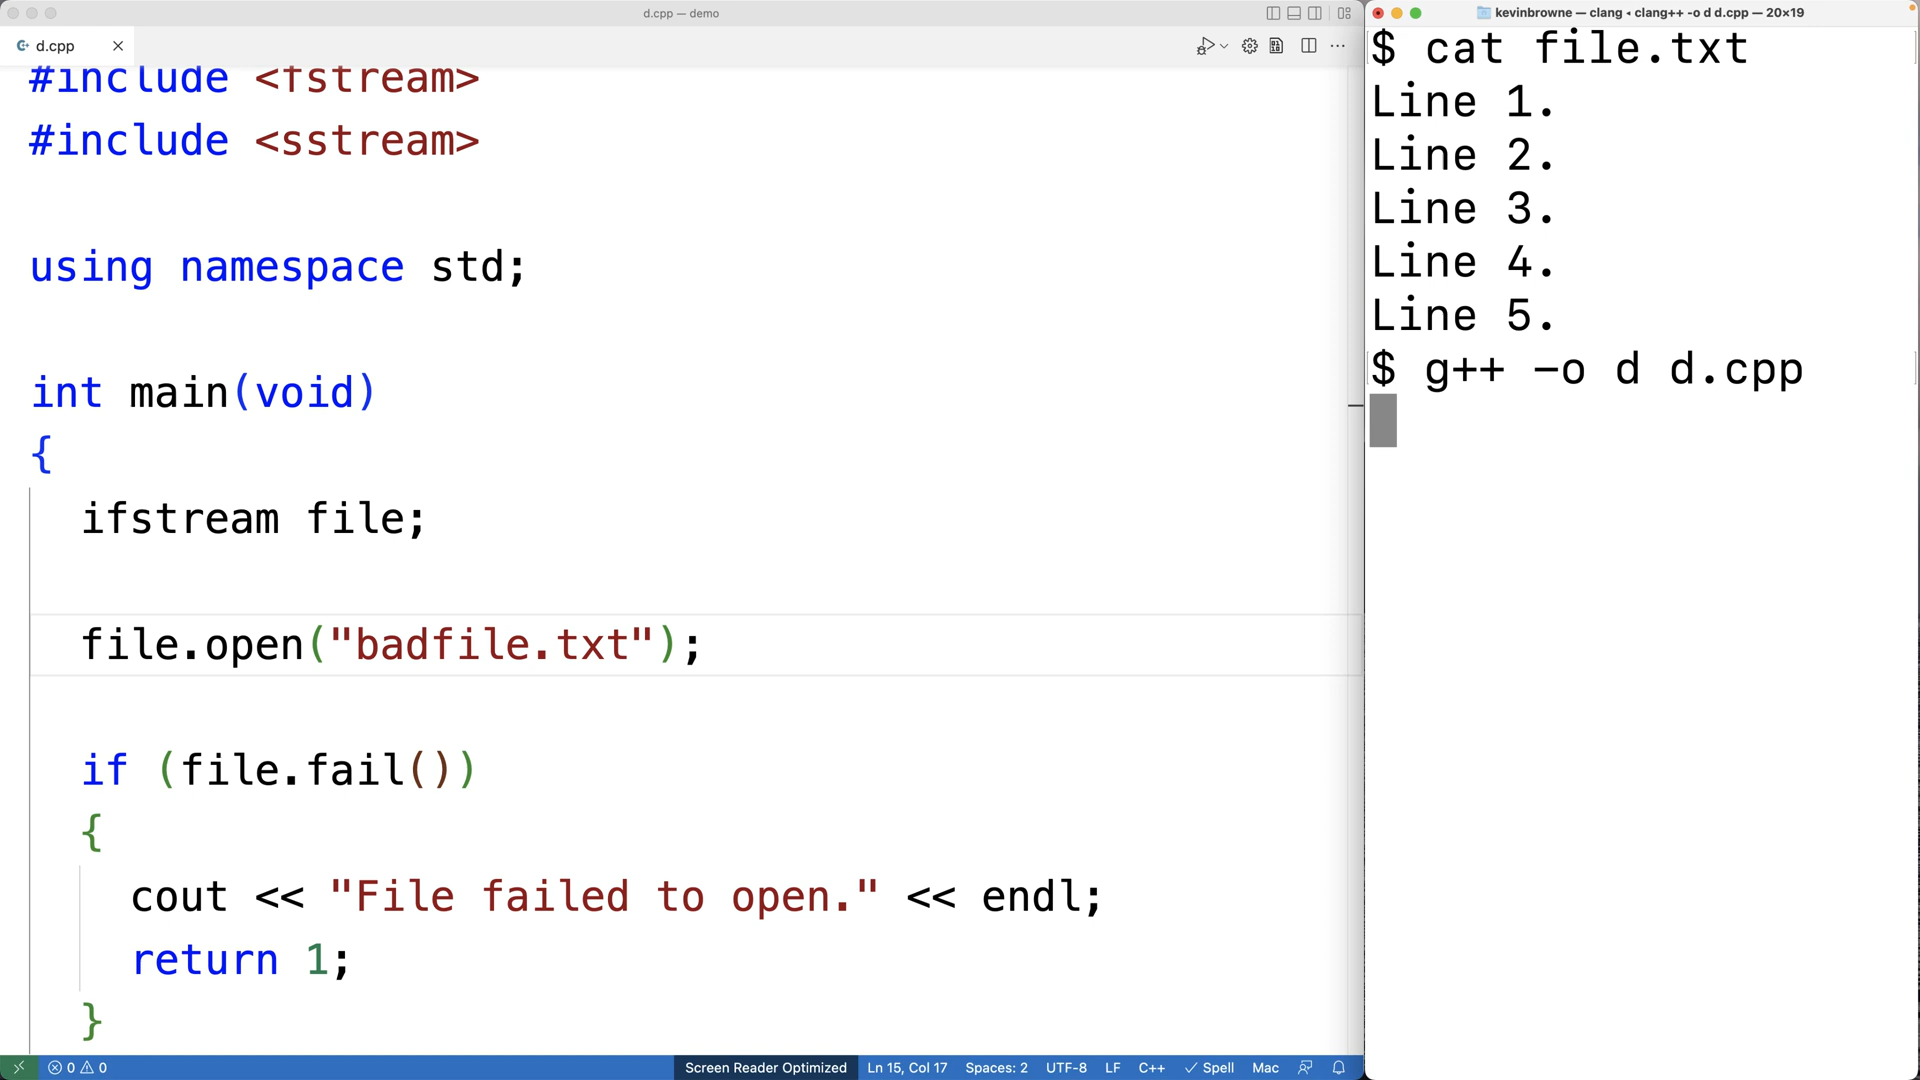 d.cpp — demo
d.cpp
#include <fstream>
#include <sstream>
using namespace std;
int main(void)
{
ifstream file;
file.open("badfile.txt");
if (file.fail())
{
cout << "File failed to open." << endl;
return 1;
}
0 0
Screen Reader Optimized
Ln 15, Col 17
Spaces: 2
UTF-8
LF
C++
Spell
Mac
kevinbrowne — clang ◂ clang++ -o d d.cpp — 20×19
$ cat file.txt
Line 1.
Line 2.
Line 3.
Line 4.
Line 5.
$ g++ -o d d.cpp